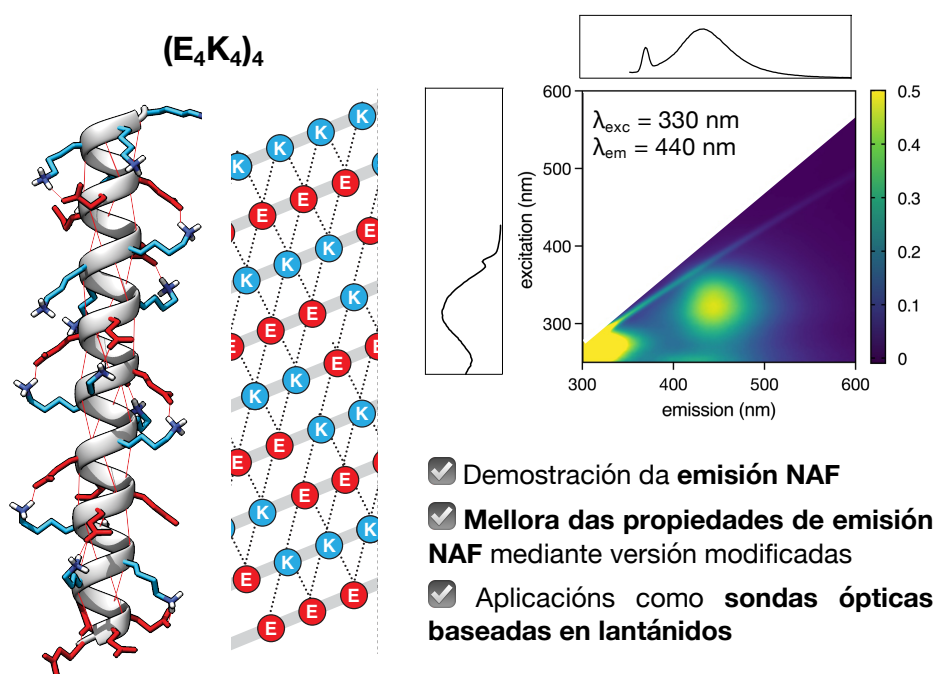 (E₄K₄)₄
K K K K
E E E K
K K K E
E E E K
K K E E
E E K K
K E E E
E K K K
E E E
λexc = 330 nm
λem = 440 nm
600
500
400
300
excitation (nm)
300 400 500 600
emission (nm)
0.5
0.4
0.3
0.2
0.1
0
Demostración da emisión NAF
Mellora das propiedades de emisión
NAF mediante versión modificadas
Aplicacións como sondas ópticas
baseadas en lantánidos